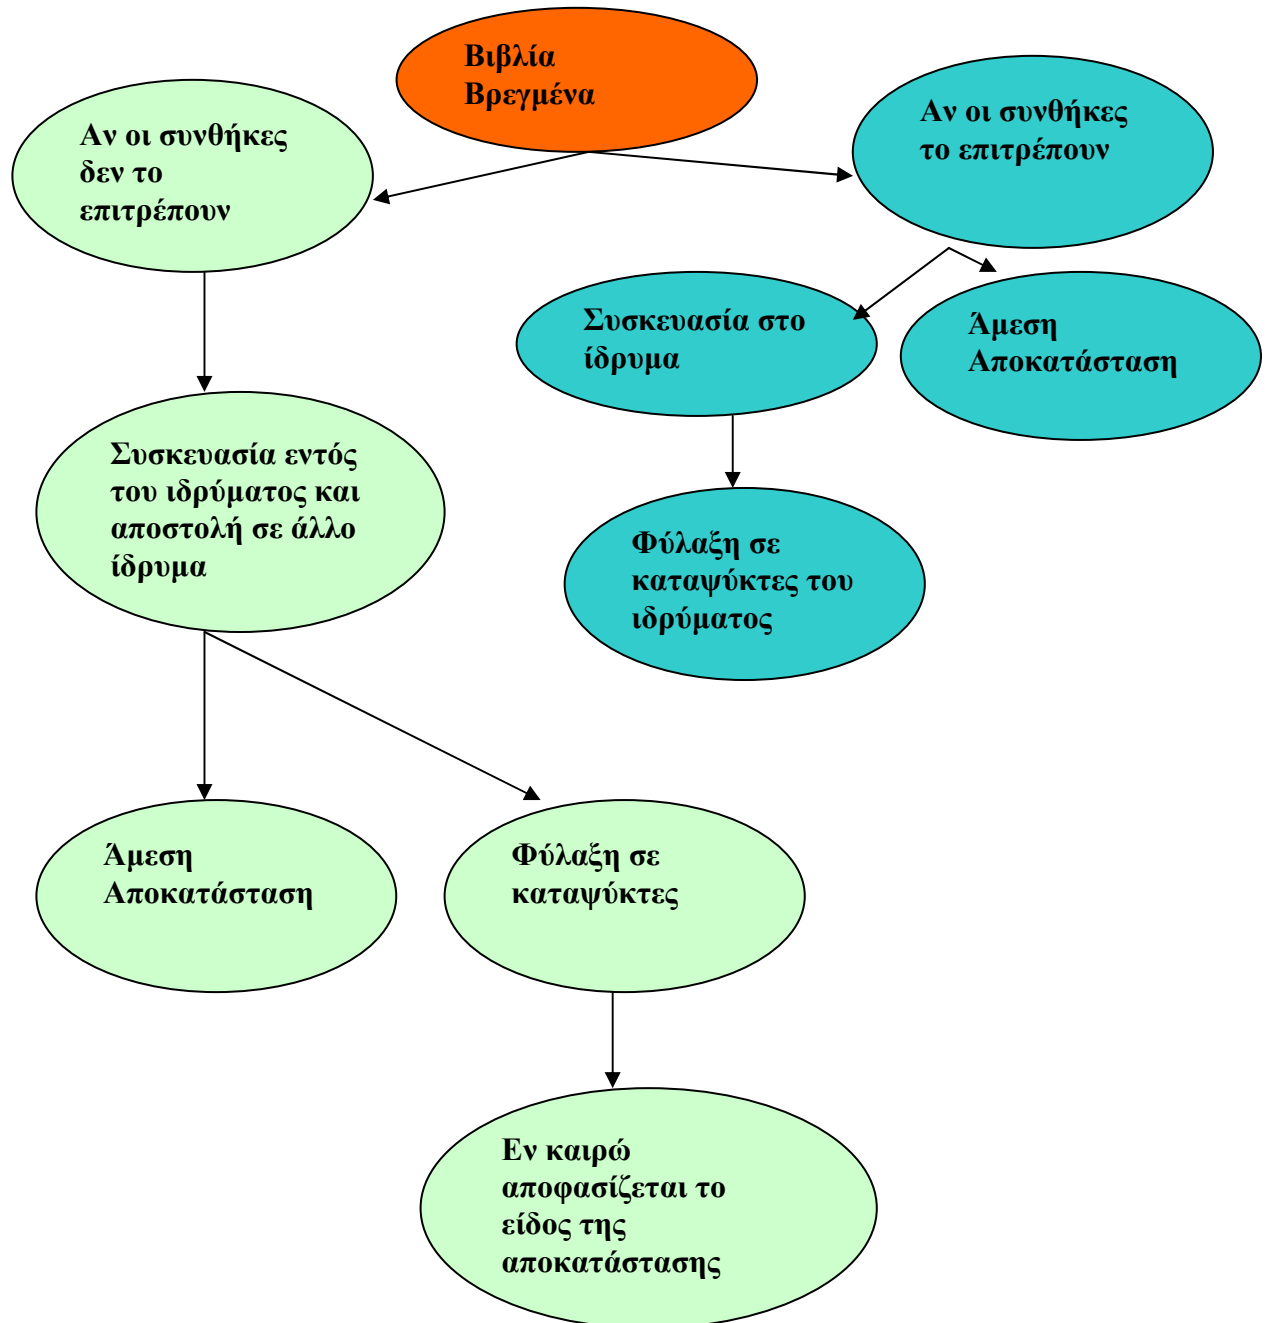 Βιβλία
Βρεγμένα
Αν οι συνθήκες
δεν το
επιτρέπουν
Αν οι συνθήκες
το επιτρέπουν
Συσκευασία στο
ίδρυμα
Άμεση
Αποκατάσταση
Συσκευασία εντός
του ιδρύματος και
αποστολή σε άλλο
ίδρυμα
Φύλαξη σε
καταψύκτες του
ιδρύματος
Άμεση
Αποκατάσταση
Φύλαξη σε
καταψύκτες
Εν καιρώ
αποφασίζεται το
είδος της
αποκατάστασης